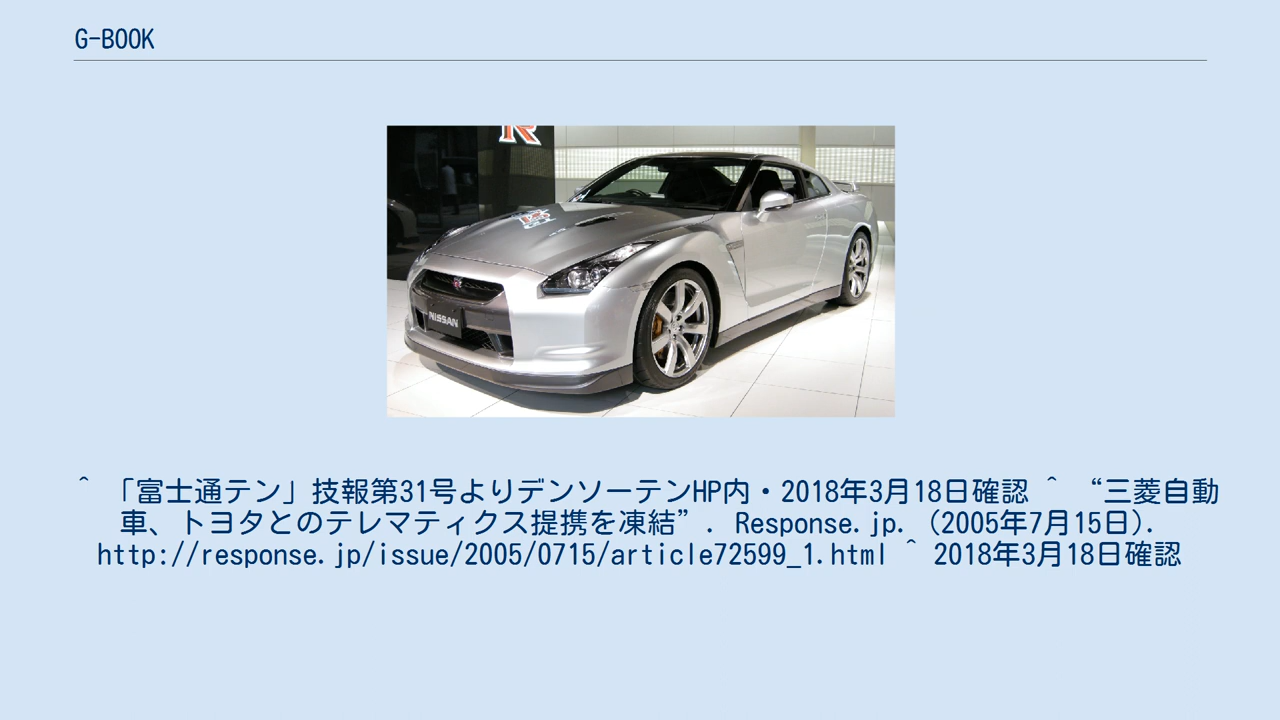 G-BOOK
R
NISSAN
^ 「富士通テン」技報第31号よりデンソーテンHP内・2018年3月18日確認 ^ “三菱自動
車、トヨタとのテレマティクス提携を凍結”. Response.jp. (2005年7月15日).
http://response.jp/issue/2005/0715/article72599_1.html ^ 2018年3月18日確認